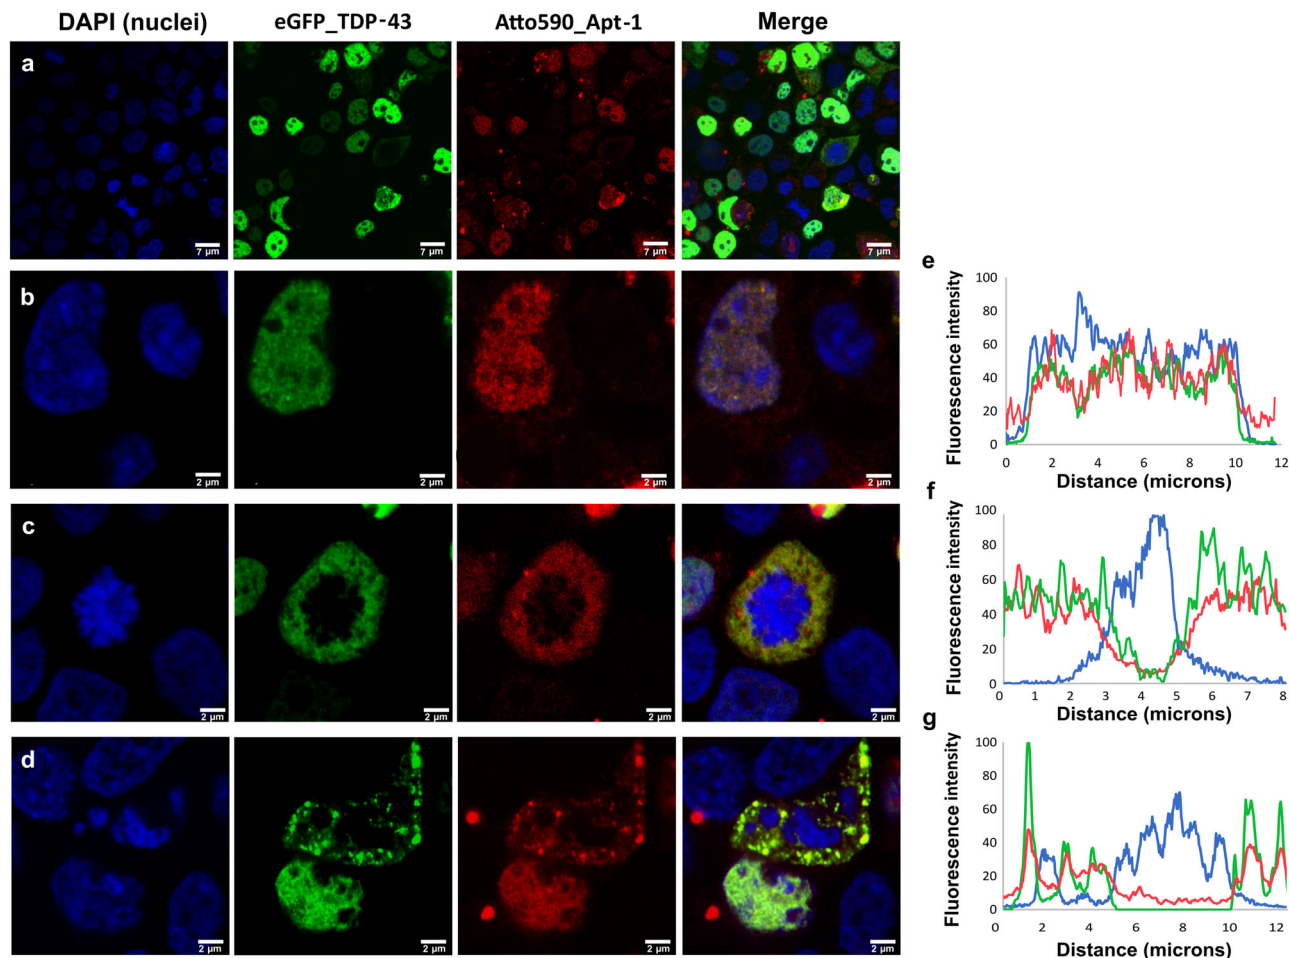 DAPI (nuclei) eGFP_TDP-43 Atto590_Apt-1 Merge
a
7 µm 7 µm 7 µm 7 µm
b
2 µm 2 µm 2 µm 2 µm
e
Fluorescence intensity
100
80
60
40
20
0
0 2 4 6 8 10 12
Distance (microns)
c
2 µm 2 µm 2 µm 2 µm
f
Fluorescence intensity
100
80
60
40
20
0
0 1 2 3 4 5 6 7 8
Distance (microns)
d
2 µm 2 µm 2 µm 2 µm
g
Fluorescence intensity
100
80
60
40
20
0
0 2 4 6 8 10 12
Distance (microns)